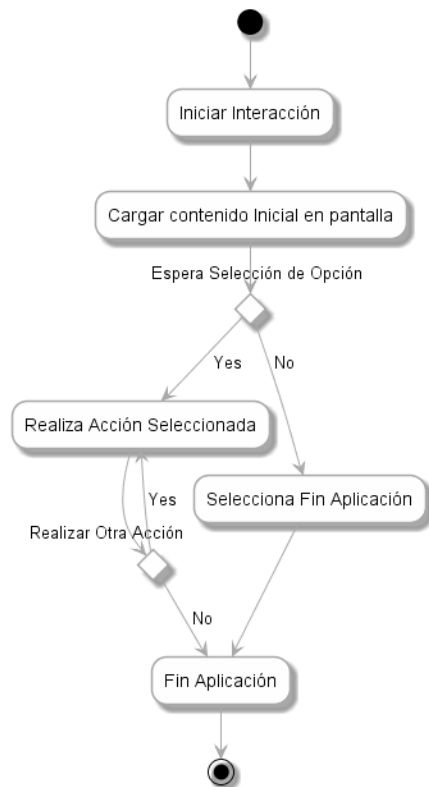 Iniciar Interacción
Cargar contenido Inicial en pantalla
Espera Selección de Opción
Yes
No
Realiza Acción Seleccionada
Selecciona Fin Aplicación
Yes
Realizar Otra Acción
No
Fin Aplicación